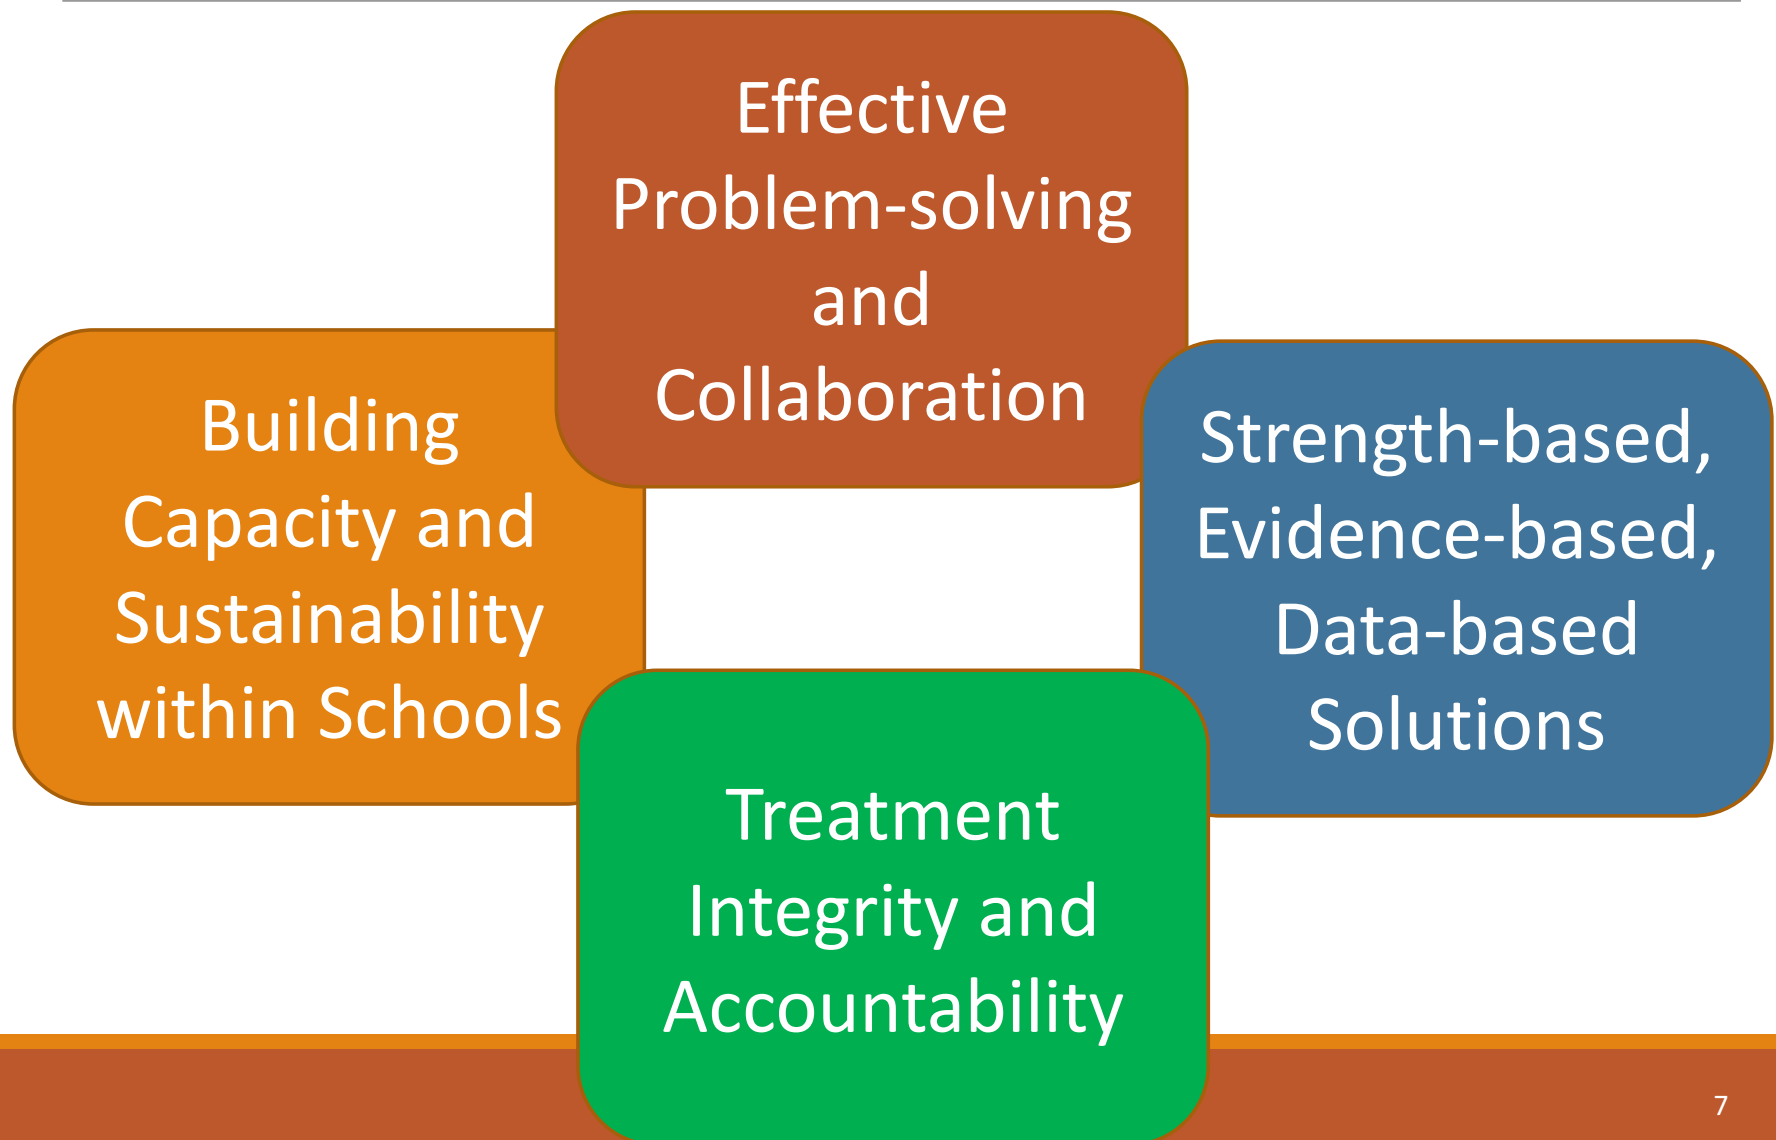 Effective
Problem-solving
and
Collaboration
Building
Capacity and
Sustainability
within Schools
Strength-based,
Evidence-based,
Data-based
Solutions
Treatment
Integrity and
Accountability
7